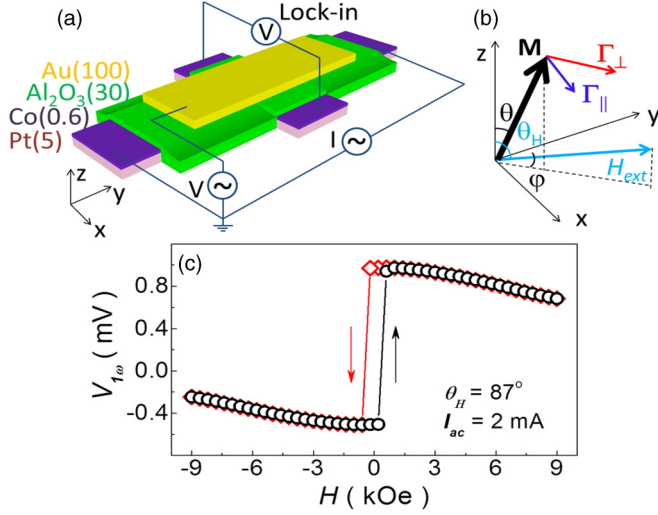 (a)
Lock-in
V
Au(100)
Al₂O₃(30)
Co(0.6)
Pt(5)
I
V
z
y
x
(b)
z
M
Γ⊥
Γ∥
θ
θH
y
φ
Hext
x
(c)
0.8
0.4
0.0
-0.4
V1ω ( mV )
θH = 87°
Iac = 2 mA
-9 -6 -3 0 3 6 9
H ( kOe )